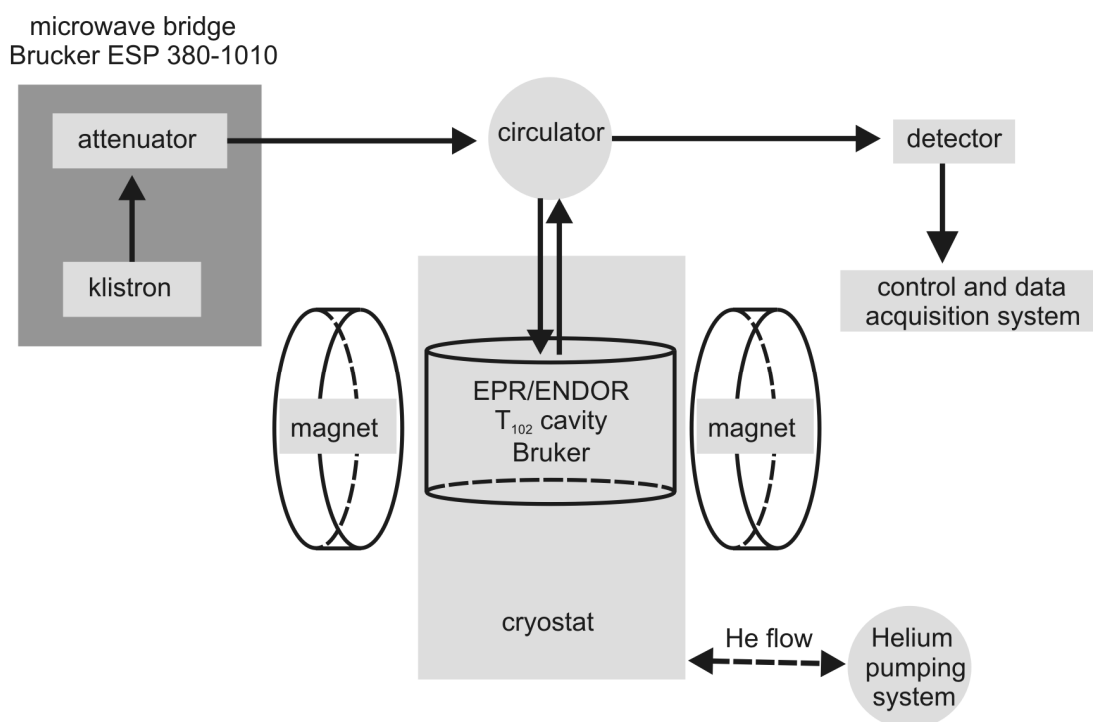 microwave bridge
Brucker ESP 380-1010
attenuator
klistron
circulator
detector
control and data
acquisition system
magnet
EPR/ENDOR
T₁₀₂ cavity
Bruker
magnet
cryostat
He flow
Helium
pumping
system